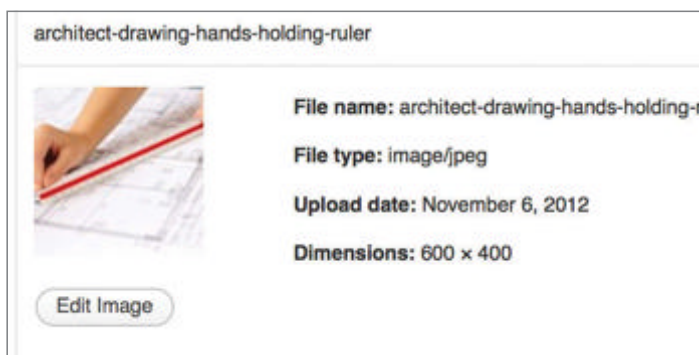 architect-drawing-hands-holding-ruler
File name: architect-drawing-hands-holding-
File type: image/jpeg
Upload date: November 6, 2012
Dimensions: 600 × 400
Edit Image